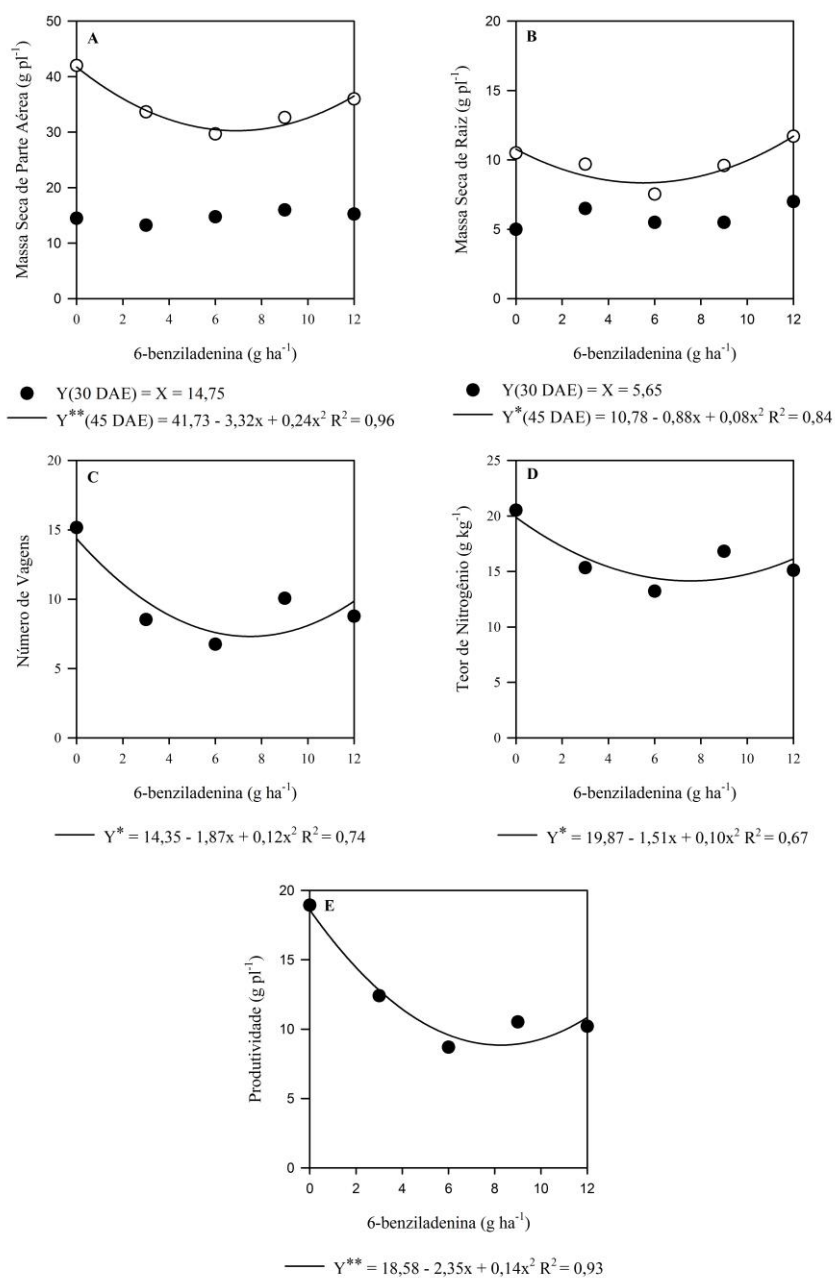 A
Massa Seca de Parte Aérea (g pl⁻¹)
50
40
30
20
10
0
0 2 4 6 8 10 12
6-benziladenina (g ha⁻¹)
● Y(30 DAE) = X = 14,75
Y**(45 DAE) = 41,73 - 3,32x + 0,24x² R² = 0,96
B
Massa Seca de Raiz (g pl⁻¹)
20
15
10
5
0
0 2 4 6 8 10 12
6-benziladenina (g ha⁻¹)
● Y(30 DAE) = X = 5,65
Y*(45 DAE) = 10,78 - 0,88x + 0,08x² R² = 0,84
C
Número de Vagens
20
15
10
5
0
0 2 4 6 8 10 12
6-benziladenina (g ha⁻¹)
Y* = 14,35 - 1,87x + 0,12x² R² = 0,74
D
Teor de Nitrogênio (g kg⁻¹)
25
20
15
10
5
0
0 2 4 6 8 10 12
6-benziladenina (g ha⁻¹)
Y* = 19,87 - 1,51x + 0,10x² R² = 0,67
E
Produtividade (g pl⁻¹)
20
15
10
5
0
0 2 4 6 8 10 12
6-benziladenina (g ha⁻¹)
Y** = 18,58 - 2,35x + 0,14x² R² = 0,93